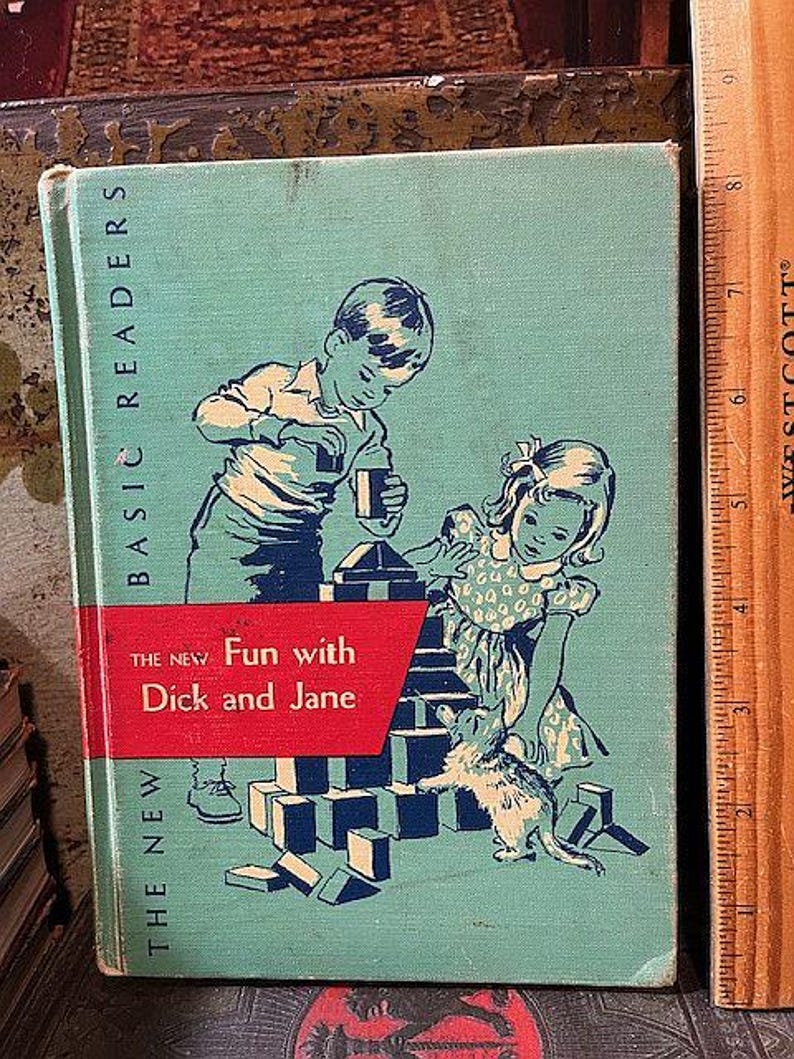 THE NEW BASIC READERS
THE NEW Fun with
Dick and Jane
WESTCOTT®
9
8
7
6
5
4
3
2
1